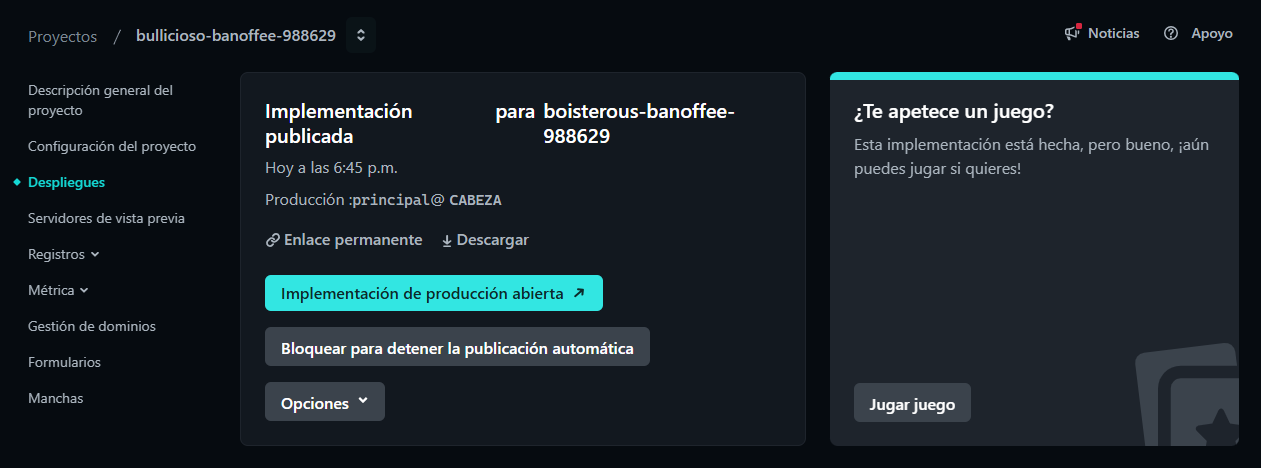 Proyectos / bullicioso-banoffee-988629
Noticias
Apoyo
Descripción general del
proyecto
Configuración del proyecto
Despliegues
Servidores de vista previa
Registros
Métrica
Gestión de dominios
Formularios
Manchas
Implementación para boisterous-banoffee-
publicada 988629
Hoy a las 6:45 p.m.
Producción :principal@ CABEZA
Enlace permanente Descargar
Implementación de producción abierta
Bloquear para detener la publicación automática
Opciones
¿Te apetece un juego?
Esta implementación está hecha, pero bueno, ¡aún
puedes jugar si quieres!
Jugar juego